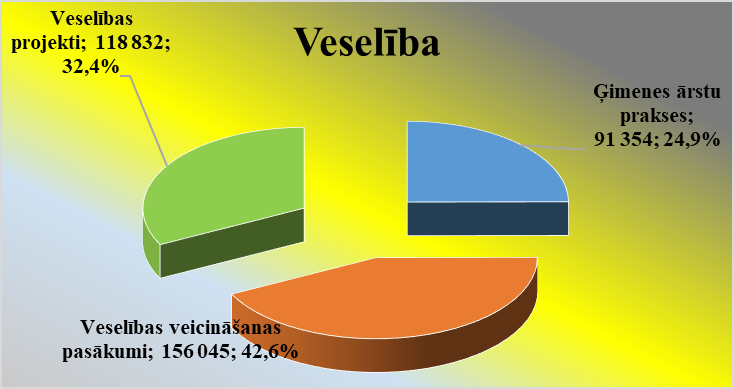 Veselība
Veselības
projekti; 118 832;
32,4%
Ģimenes ārstu
prakses;
91 354; 24,9%
Veselības veicināšanas
pasākumi; 156 045; 42,6%